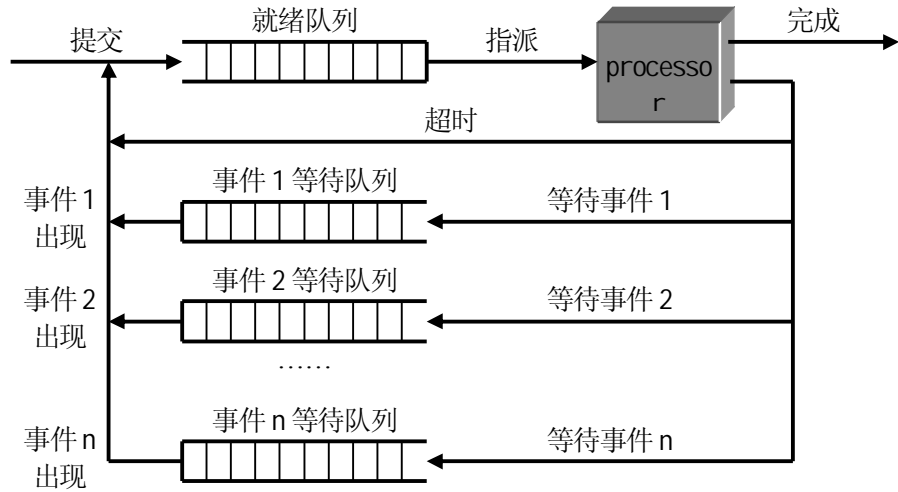 就绪队列
提交
指派
完成
processo
r
超时
事件1
出现
事件1等待队列
等待事件1
事件2
出现
事件2等待队列
等待事件2
……
事件n
出现
事件n等待队列
等待事件n